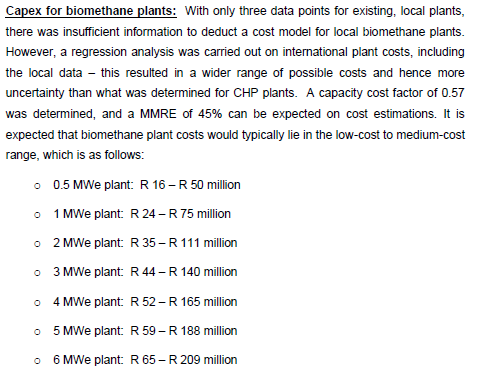 Capex for biomethane plants: With only three data points for existing, local plants,
there was insufficient information to deduct a cost model for local biomethane plants.
However, a regression analysis was carried out on international plant costs, including
the local data – this resulted in a wider range of possible costs and hence more
uncertainty than what was determined for CHP plants. A capacity cost factor of 0.57
was determined, and a MMRE of 45% can be expected on cost estimations. It is
expected that biomethane plant costs would typically lie in the low-cost to medium-cost
range, which is as follows:
o 0.5 MWe plant: R 16 – R 50 million
o 1 MWe plant: R 24 – R 75 million
o 2 MWe plant: R 35 – R 111 million
o 3 MWe plant: R 44 – R 140 million
o 4 MWe plant: R 52 – R 165 million
o 5 MWe plant: R 59 – R 188 million
o 6 MWe plant: R 65 – R 209 million